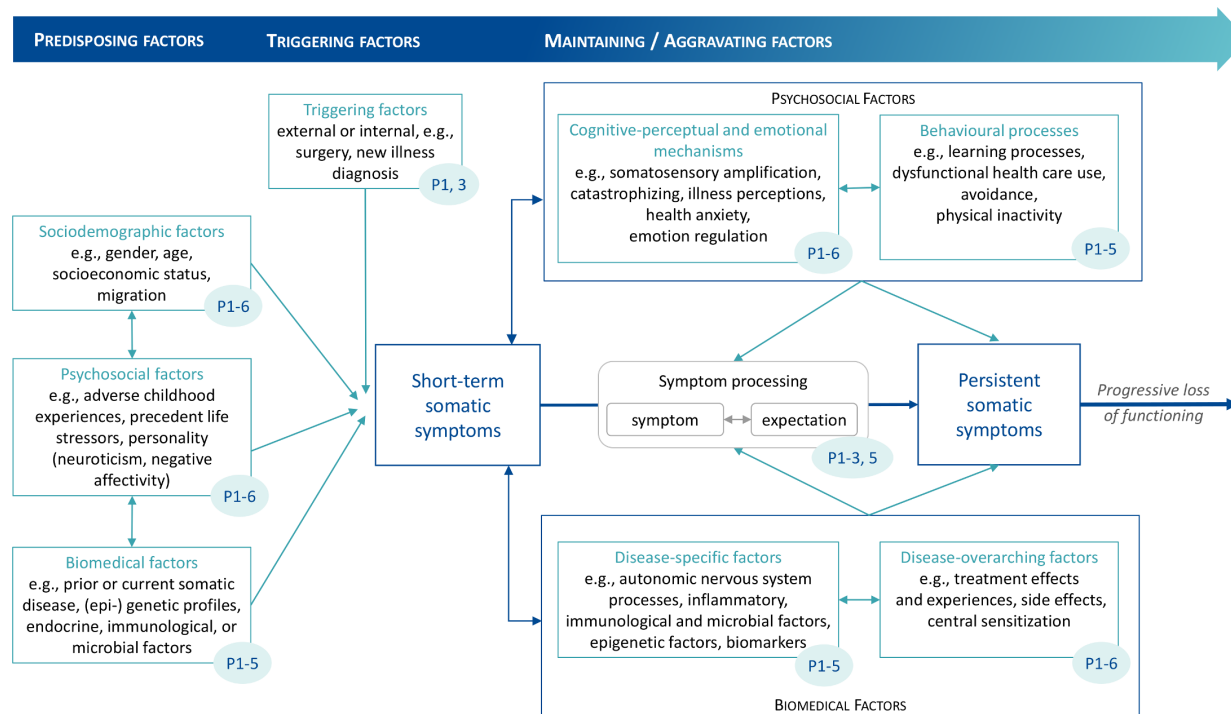 PREDISPOSING FACTORS
TRIGGERING FACTORS
MAINTAINING / AGGRAVATING FACTORS
Triggering factors
external or internal, e.g.,
surgery, new illness
diagnosis
P1, 3
Sociodemographic factors
e.g., gender, age,
socioeconomic status,
migration
P1-6
Psychosocial factors
e.g., adverse childhood
experiences, precedent life
stressors, personality
(neuroticism, negative
affectivity)
P1-6
Biomedical factors
e.g., prior or current somatic
disease, (epi-) genetic profiles,
endocrine, immunological, or
microbial factors
P1-5
Short-term
somatic
symptoms
PSYCHOSOCIAL FACTORS
Cognitive-perceptual and emotional
mechanisms
e.g., somatosensory amplification,
catastrophizing, illness perceptions,
health anxiety,
emotion regulation
P1-6
Behavioural processes
e.g., learning processes,
dysfunctional health care use,
avoidance,
physical inactivity
P1-5
Symptom processing
symptom
expectation
P1-3, 5
Persistent
somatic
symptoms
Progressive loss
of functioning
Disease-specific factors
e.g., autonomic nervous system
processes, inflammatory,
immunological and microbial factors,
epigenetic factors, biomarkers
P1-5
Disease-overarching factors
e.g., treatment effects
and experiences, side effects,
central sensitization
P1-6
BIOMEDICAL FACTORS